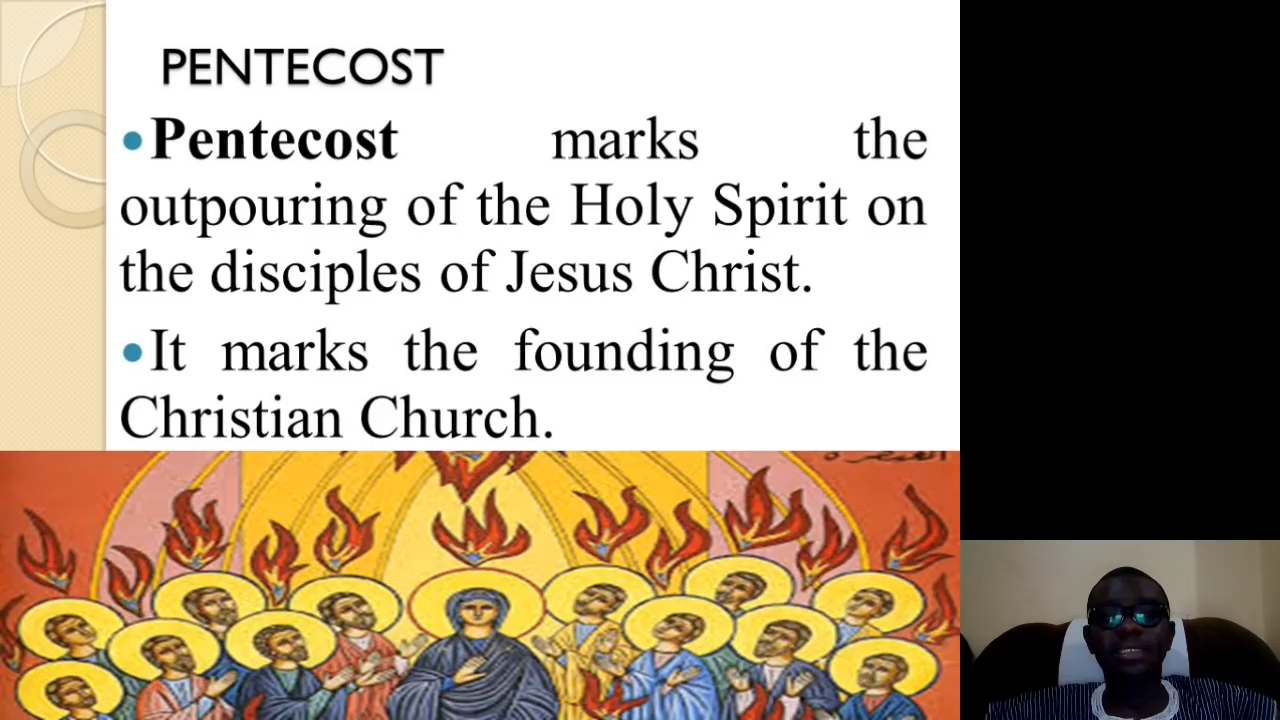 PENTECOST
•Pentecost marks the
outpouring of the Holy Spirit on
the disciples of Jesus Christ.
•It marks the founding of the
Christian Church.